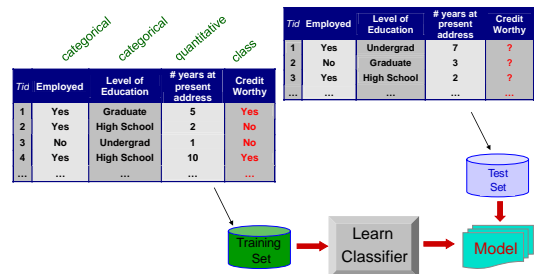 categorical
categorical
quantitative
class
Tid Employed Level of Education # years at present address Credit Worthy
1 Yes Graduate 5 Yes
2 Yes High School 2 No
3 No Undergrad 1 No
4 Yes High School 10 Yes
... ... ... ... ...
Tid Employed Level of Education # years at present address Credit Worthy
1 Yes Undergrad 7 ?
2 No Graduate 3 ?
3 Yes High School 2 ?
... ... ... ... ...
Test
Set
Training
Set
Learn
Classifier
Model